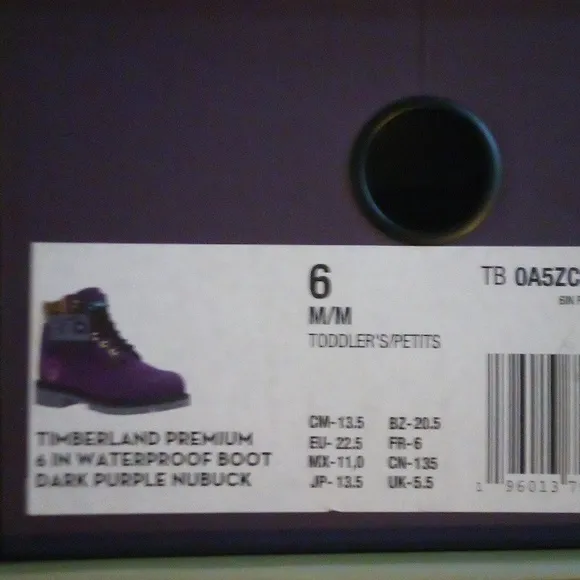 6
M/M
TODDLER'S/PETITS
TB 0A5ZC
6IN
CM-13.5 BZ-20.5
EU-22.5 FR-6
MX-11,0 CN-135
JP-13.5 UK-5.5
TIMBERLAND PREMIUM
6 IN WATERPROOF BOOT
DARK PURPLE NUBUCK
1 96013 7